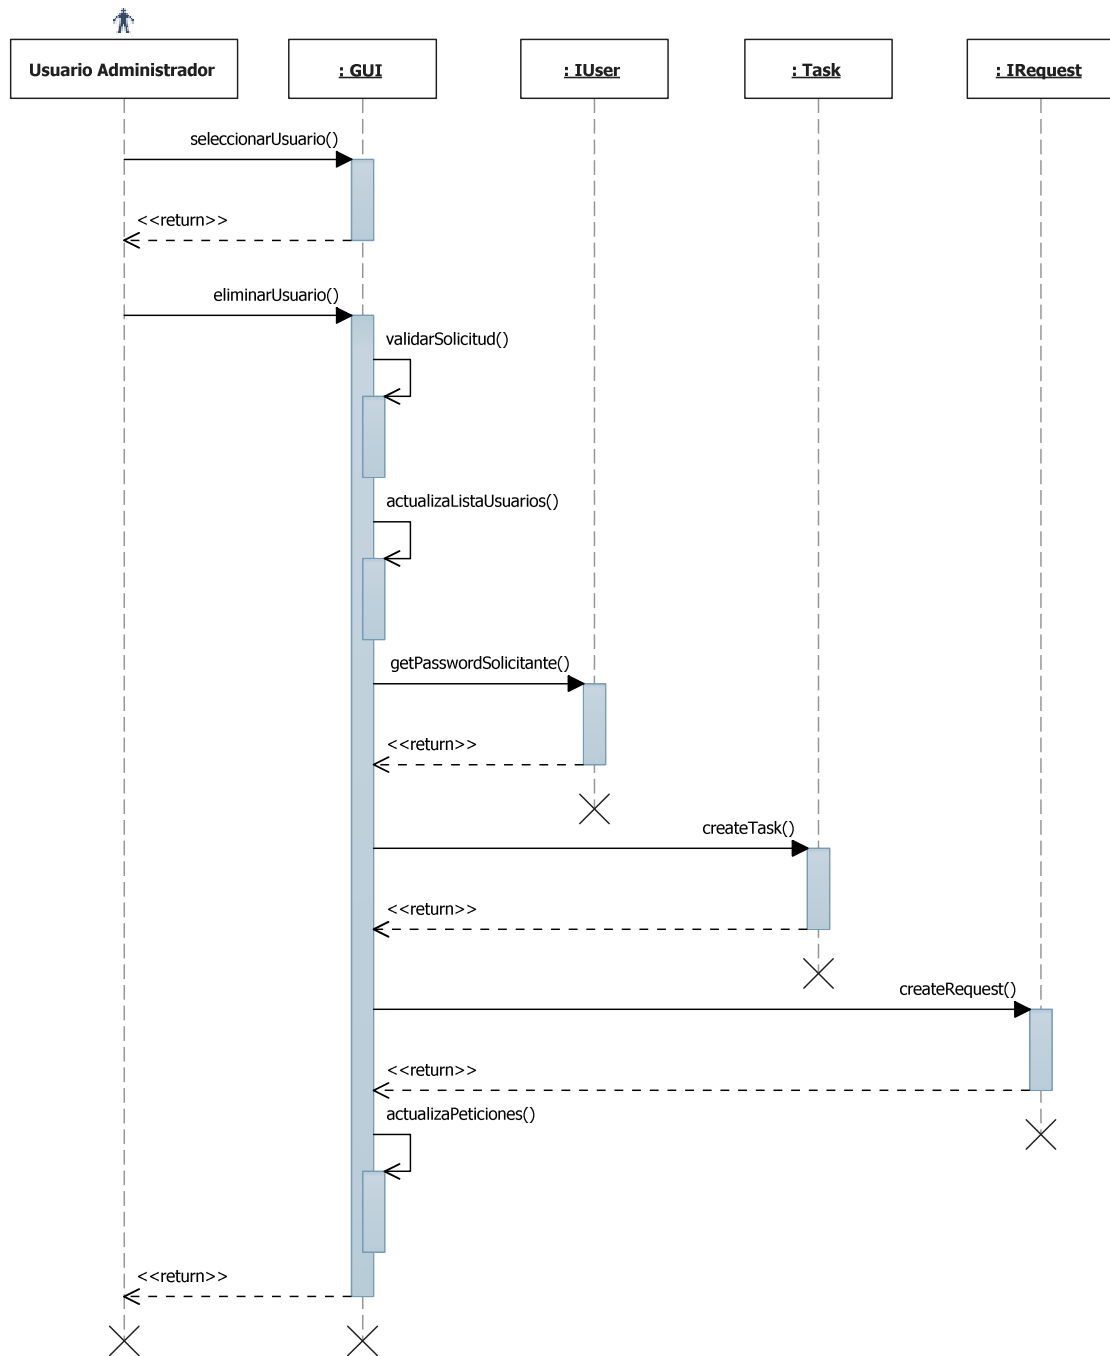 Usuario Administrador
: GUI
: IUser
: Task
: IRequest
seleccionarUsuario()
<<return>>
eliminarUsuario()
validarSolicitud()
actualizaListaUsuarios()
getPasswordSolicitante()
<<return>>
createTask()
<<return>>
createRequest()
<<return>>
actualizaPeticiones()
<<return>>